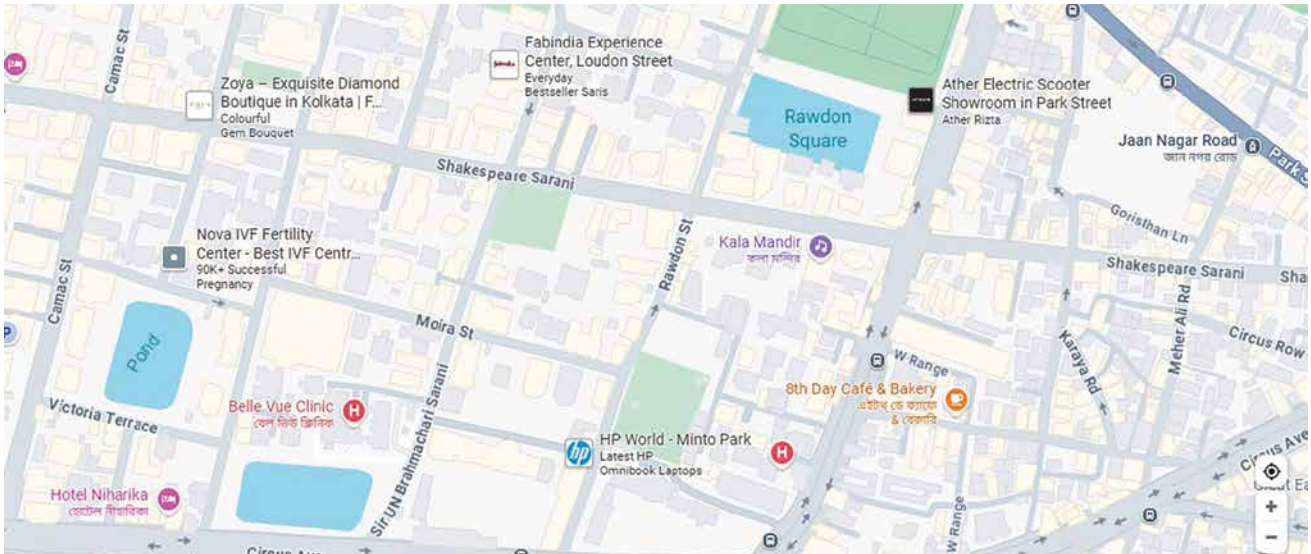 Camac St
Zoya – Exquisite Diamond
Boutique in Kolkata | F...
Colourful
Gem Bouquet
Fabindia Experience
Center, Loudon Street
Everyday
Bestseller Saris
Rawdon
Square
Ather Electric Scooter
Showroom in Park Street
Ather Rizta
Jaan Nagar Road
জান নগর রোড
Park S
Shakespeare Sarani
Goristhan Ln
Nova IVF Fertility
Center - Best IVF Centr...
90K+ Successful
Pregnancy
Kala Mandir
কলা মন্দির
Rawdon St
Shakespeare Sarani
Sha
Camac St
Meher Ali Rd
Moira St
Karaya Rd
Circus Row
P
Pond
W Range
8th Day Café & Bakery
এইটথ ডে ক্যাফে
& বেকারি
Victoria Terrace
Belle Vue Clinic
বেল ভিউ ক্লিনিক
H
Sir UN Brahmachari Sarani
hp
HP World - Minto Park
Latest HP
Omnibook Laptops
H
Circus Ave
Hotel Niharika
হোটেল নীহারিকা
W Range
Circus Av